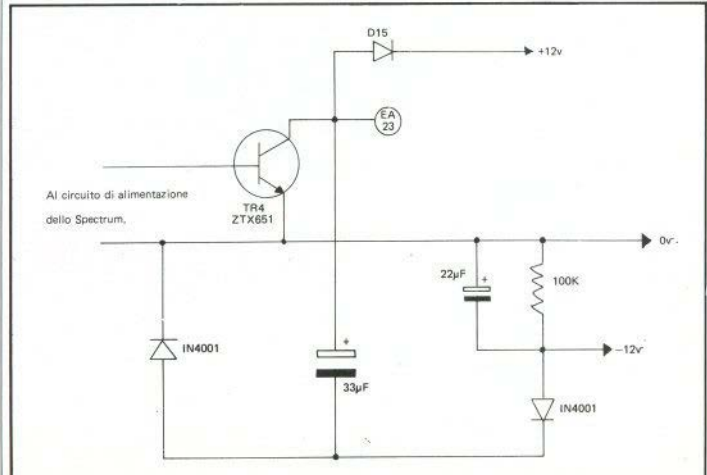 D15
+12v
EA
23
Al circuito di alimentazione
dello Spectrum.
TR4
ZTX651
0v
22µF
+
100K
IN4001
−12v
+
33µF
IN4001